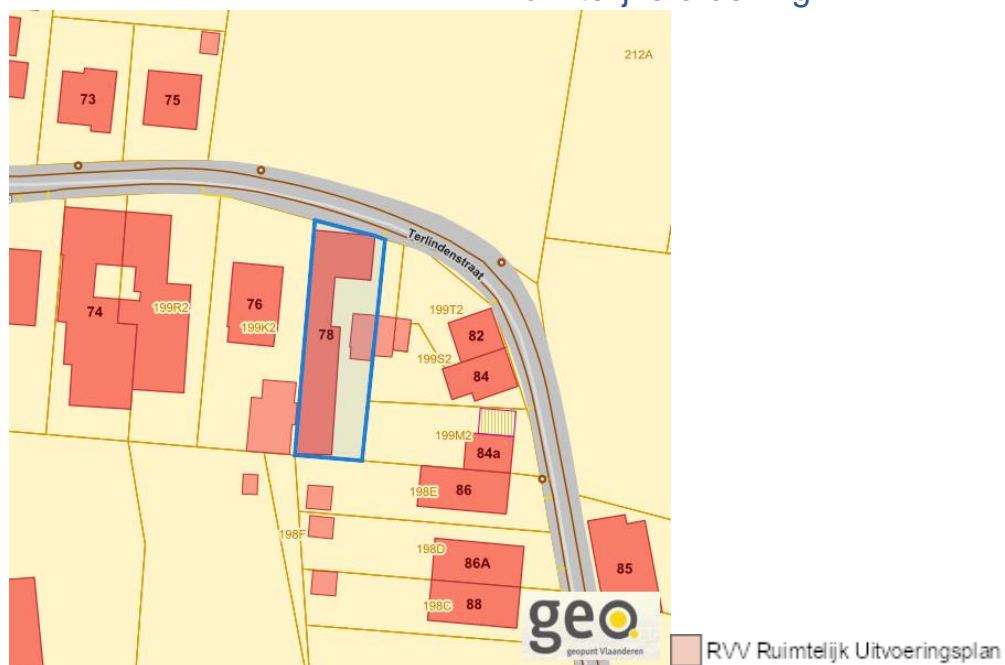 212A
73
75
Terlindenstraat
74
199R2
76
199K2
78
199T2
82
199S2
84
199M2
84a
198E
86
198F
198D
86A
85
198C
88
geo.
geopunt Vlaanderen
RVV Ruimtelijk Uitvoeringsplan